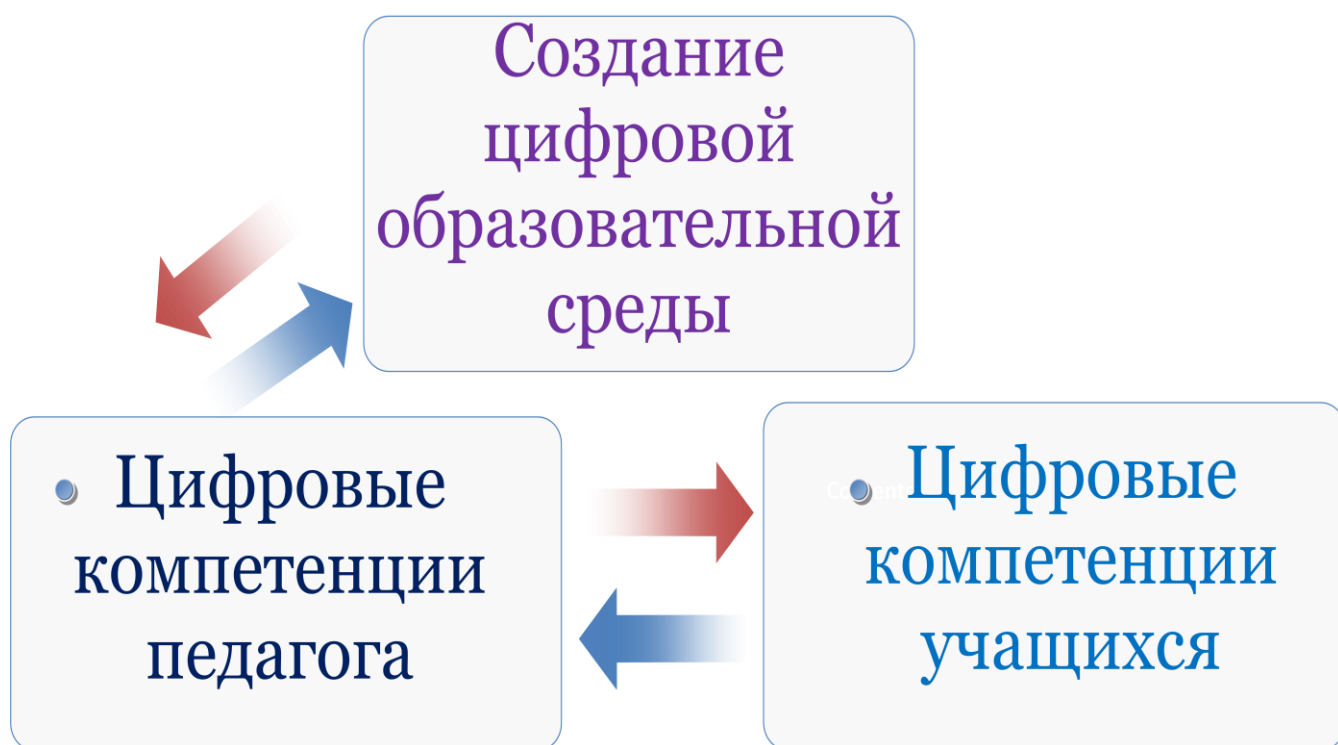 Создание
цифровой
образовательной
среды
Цифровые
компетенции
педагога
Цифровые
компетенции
учащихся